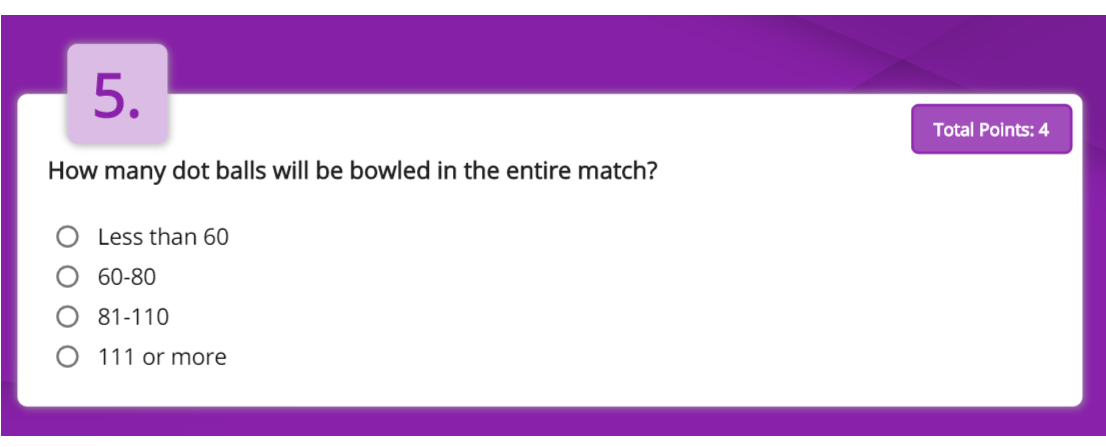 5.
Total Points: 4
How many dot balls will be bowled in the entire match?
Less than 60
60-80
81-110
111 or more